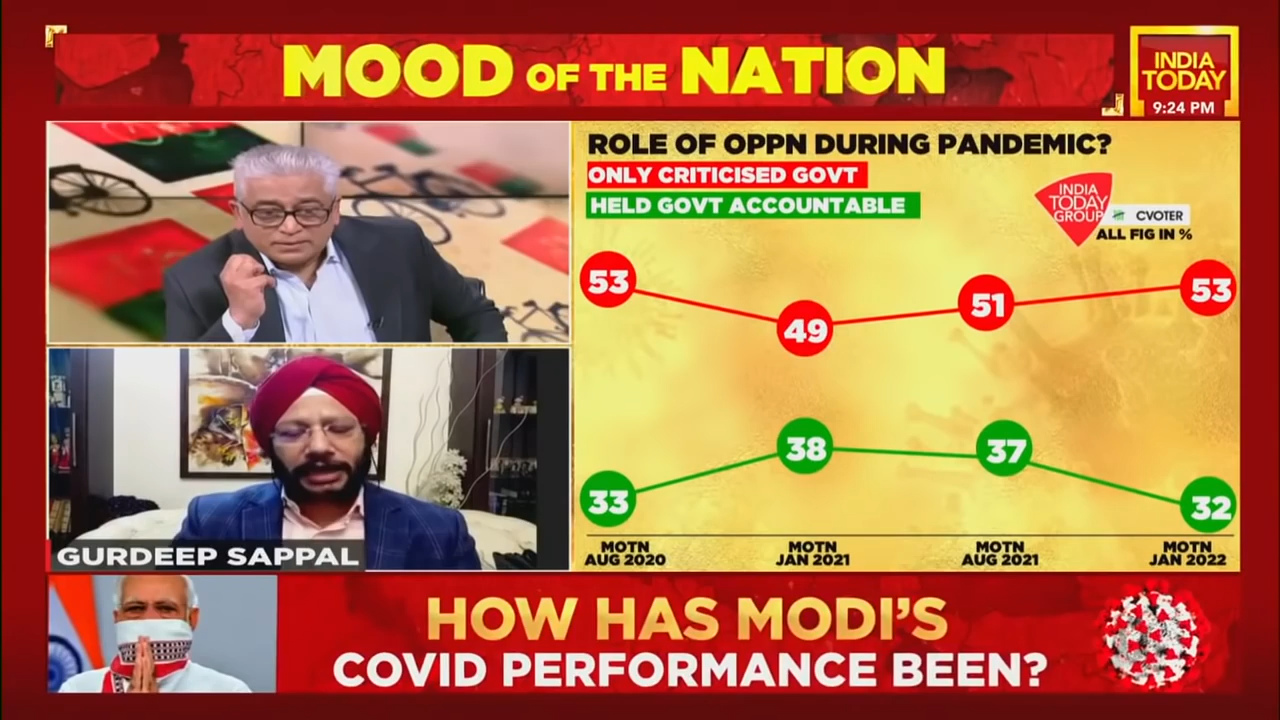 MOOD OF THE NATION
INDIA
TODAY
9:24 PM
ROLE OF OPPN DURING PANDEMIC?
ONLY CRITICISED GOVT
HELD GOVT ACCOUNTABLE
INDIA
TODAY
GROUP
CVOTER
ALL FIG IN %
53
49
51
53
33
38
37
32
MOTN
AUG 2020
MOTN
JAN 2021
MOTN
AUG 2021
MOTN
JAN 2022
GURDEEP SAPPAL
HOW HAS MODI'S
COVID PERFORMANCE BEEN?